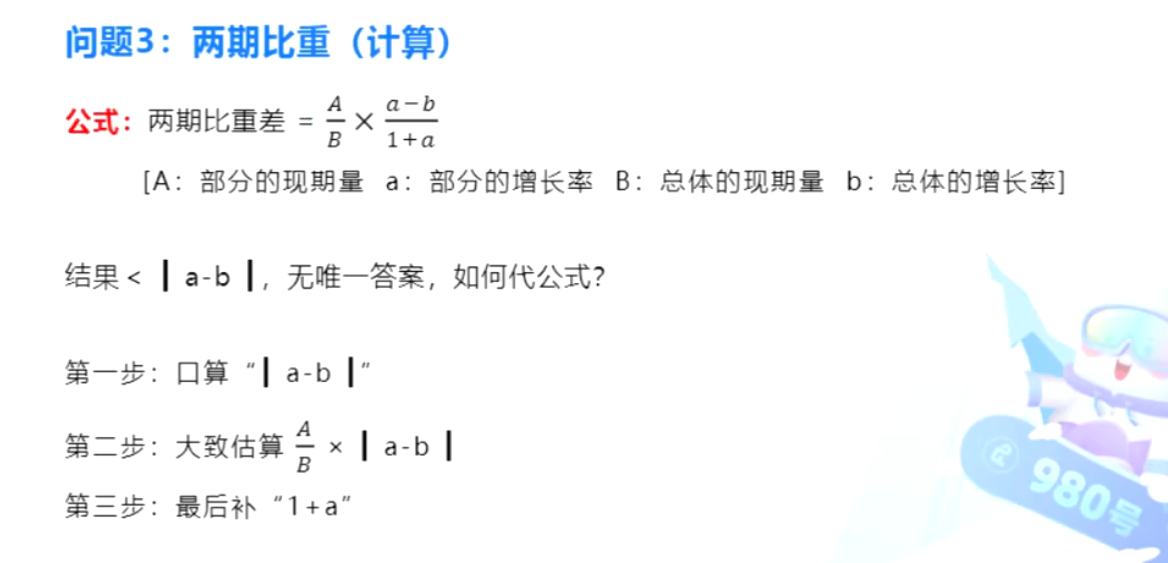 问题3：两期比重（计算）
公式：两期比重差 = A/B × (a−b)/(1+a)
[A：部分的现期量 a：部分的增长率 B：总体的现期量 b：总体的增长率]
结果<┃a-b┃，无唯一答案，如何代公式？
第一步：口算“┃a-b┃”
第二步：大致估算 A/B ×┃a-b┃
第三步：最后补“1+a”
980号